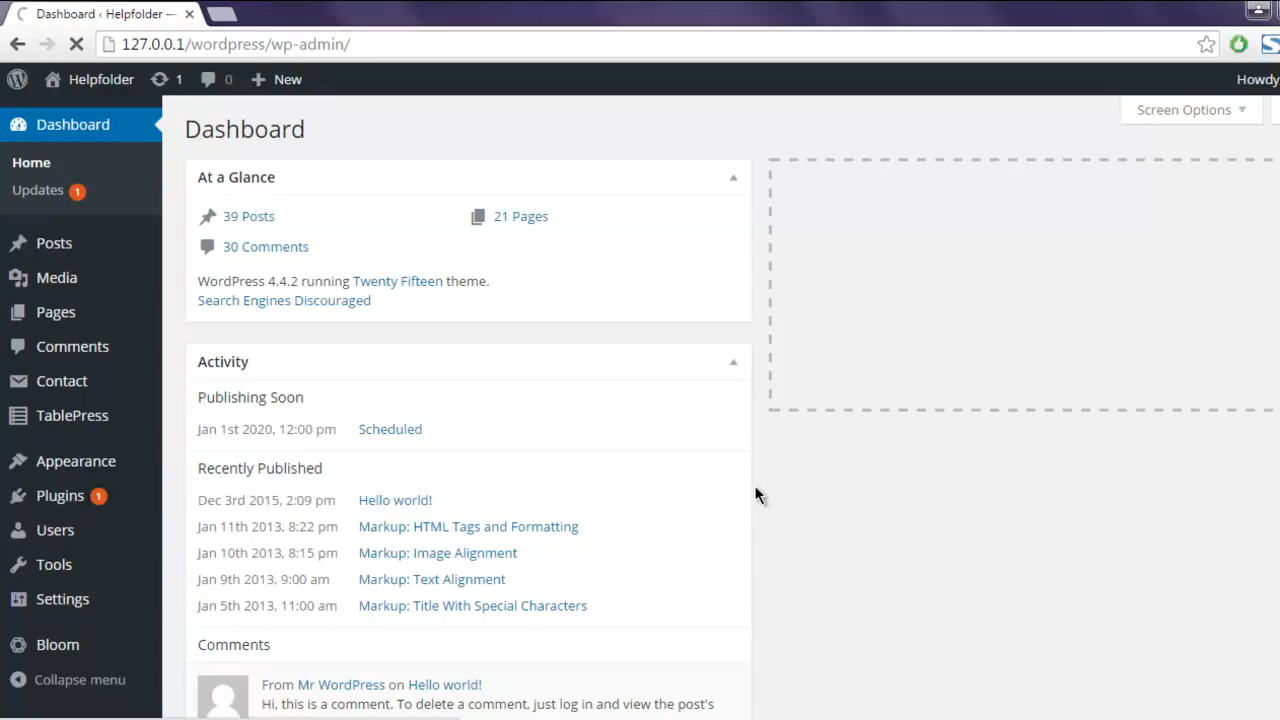 Dashboard ‹ Helpfolder —
127.0.0.1/wordpress/wp-admin/
Helpfolder 1 0 New Howdy
Screen Options
Dashboard
Home
Updates 1
Posts
Media
Pages
Comments
Contact
TablePress
Appearance
Plugins 1
Users
Tools
Settings
Bloom
Collapse menu
Dashboard
At a Glance
39 Posts 21 Pages
30 Comments
WordPress 4.4.2 running Twenty Fifteen theme.
Search Engines Discouraged
Activity
Publishing Soon
Jan 1st 2020, 12:00 pm Scheduled
Recently Published
Dec 3rd 2015, 2:09 pm Hello world!
Jan 11th 2013, 8:22 pm Markup: HTML Tags and Formatting
Jan 10th 2013, 8:15 pm Markup: Image Alignment
Jan 9th 2013, 9:00 am Markup: Text Alignment
Jan 5th 2013, 11:00 am Markup: Title With Special Characters
Comments
From Mr WordPress on Hello world!
Hi, this is a comment. To delete a comment, just log in and view the post's